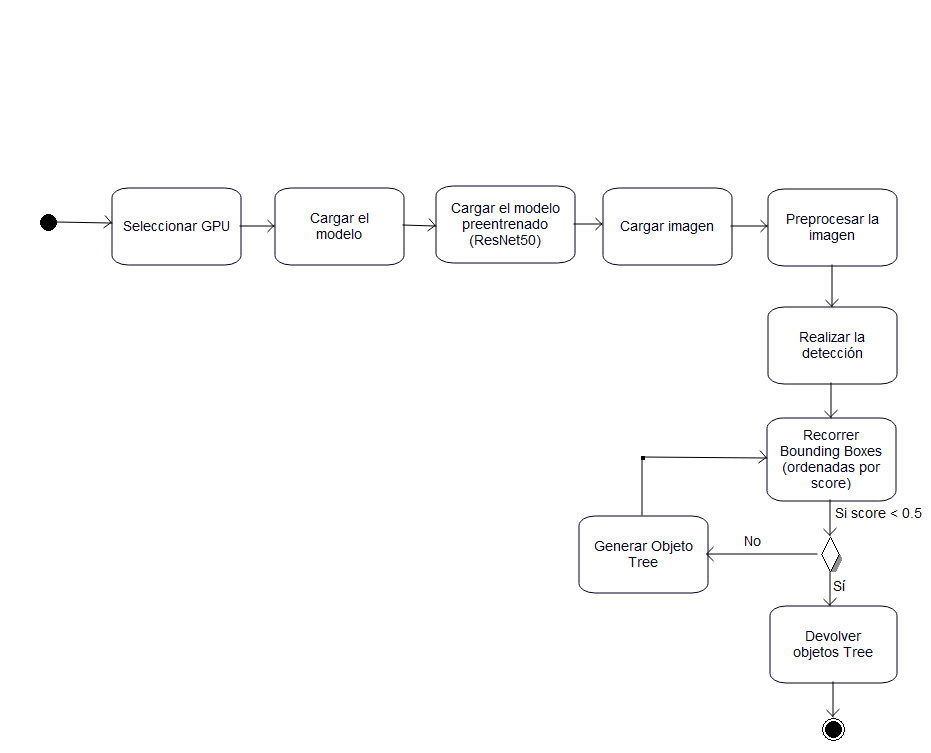 Seleccionar GPU
Cargar el
modelo
Cargar el modelo
preentrenado
(ResNet50)
Cargar imagen
Preprocesar la
imagen
Realizar la
detección
Recorrer
Bounding Boxes
(ordenadas por
score)
Si score < 0.5
No
Generar Objeto
Tree
Sí
Devolver
objetos Tree